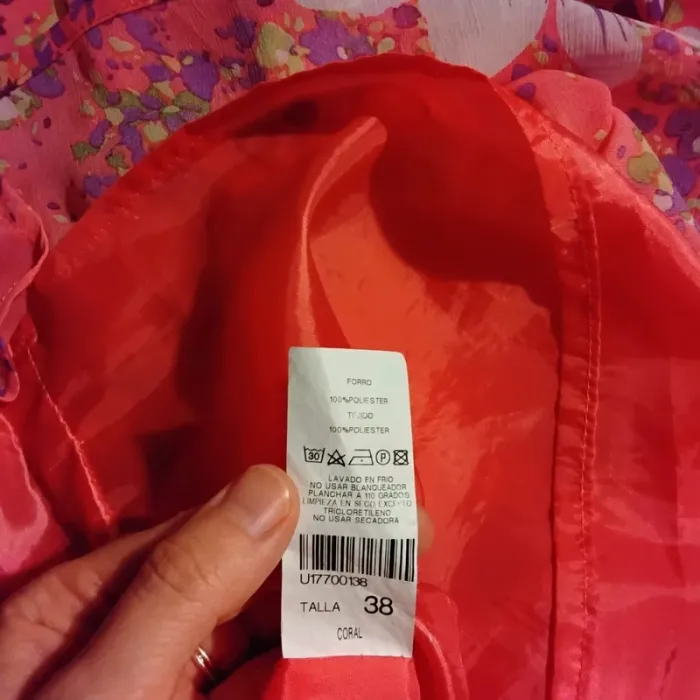 FORRO
100%POLIESTER
TEJIDO
100%POLIESTER
30 P
LAVADO EN FRIO
NO USAR BLANQUEADOR
PLANCHAR A 110 GRADOS
LIMPIEZA EN SECO EXCEPTO
TRICLORETILENO
NO USAR SECADORA
U17700138
TALLA 38
CORAL